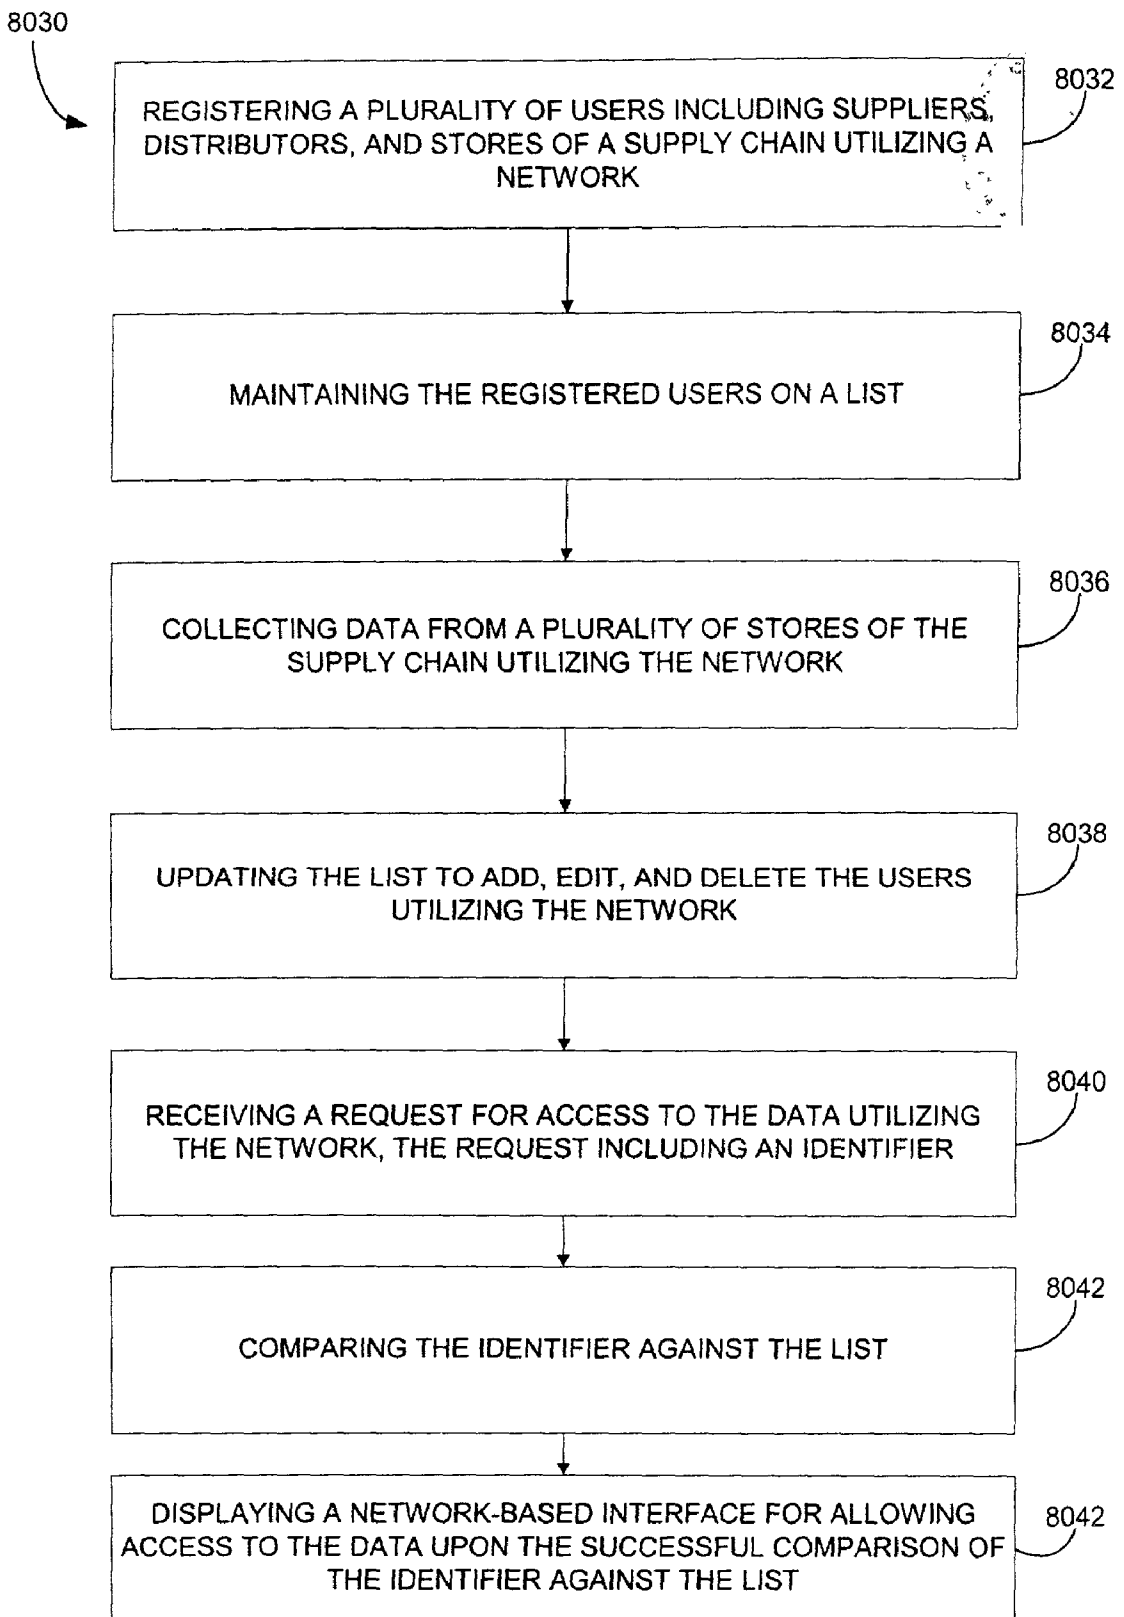 8030
8032
REGISTERING A PLURALITY OF USERS INCLUDING SUPPLIERS,
DISTRIBUTORS, AND STORES OF A SUPPLY CHAIN UTILIZING A
NETWORK
8034
MAINTAINING THE REGISTERED USERS ON A LIST
8036
COLLECTING DATA FROM A PLURALITY OF STORES OF THE
SUPPLY CHAIN UTILIZING THE NETWORK
8038
UPDATING THE LIST TO ADD, EDIT, AND DELETE THE USERS
UTILIZING THE NETWORK
8040
RECEIVING A REQUEST FOR ACCESS TO THE DATA UTILIZING
THE NETWORK, THE REQUEST INCLUDING AN IDENTIFIER
8042
COMPARING THE IDENTIFIER AGAINST THE LIST
8042
DISPLAYING A NETWORK-BASED INTERFACE FOR ALLOWING
ACCESS TO THE DATA UPON THE SUCCESSFUL COMPARISON OF
THE IDENTIFIER AGAINST THE LIST